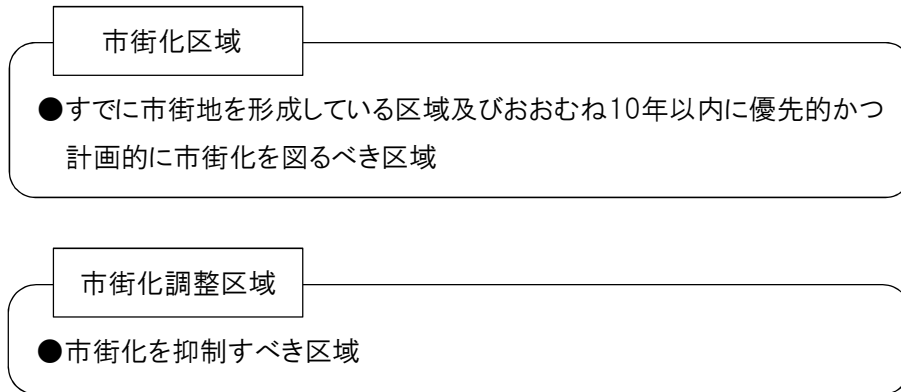 市街化区域
●すでに市街地を形成している区域及びおおむね10年以内に優先的かつ
計画的に市街化を図るべき区域
市街化調整区域
●市街化を抑制すべき区域